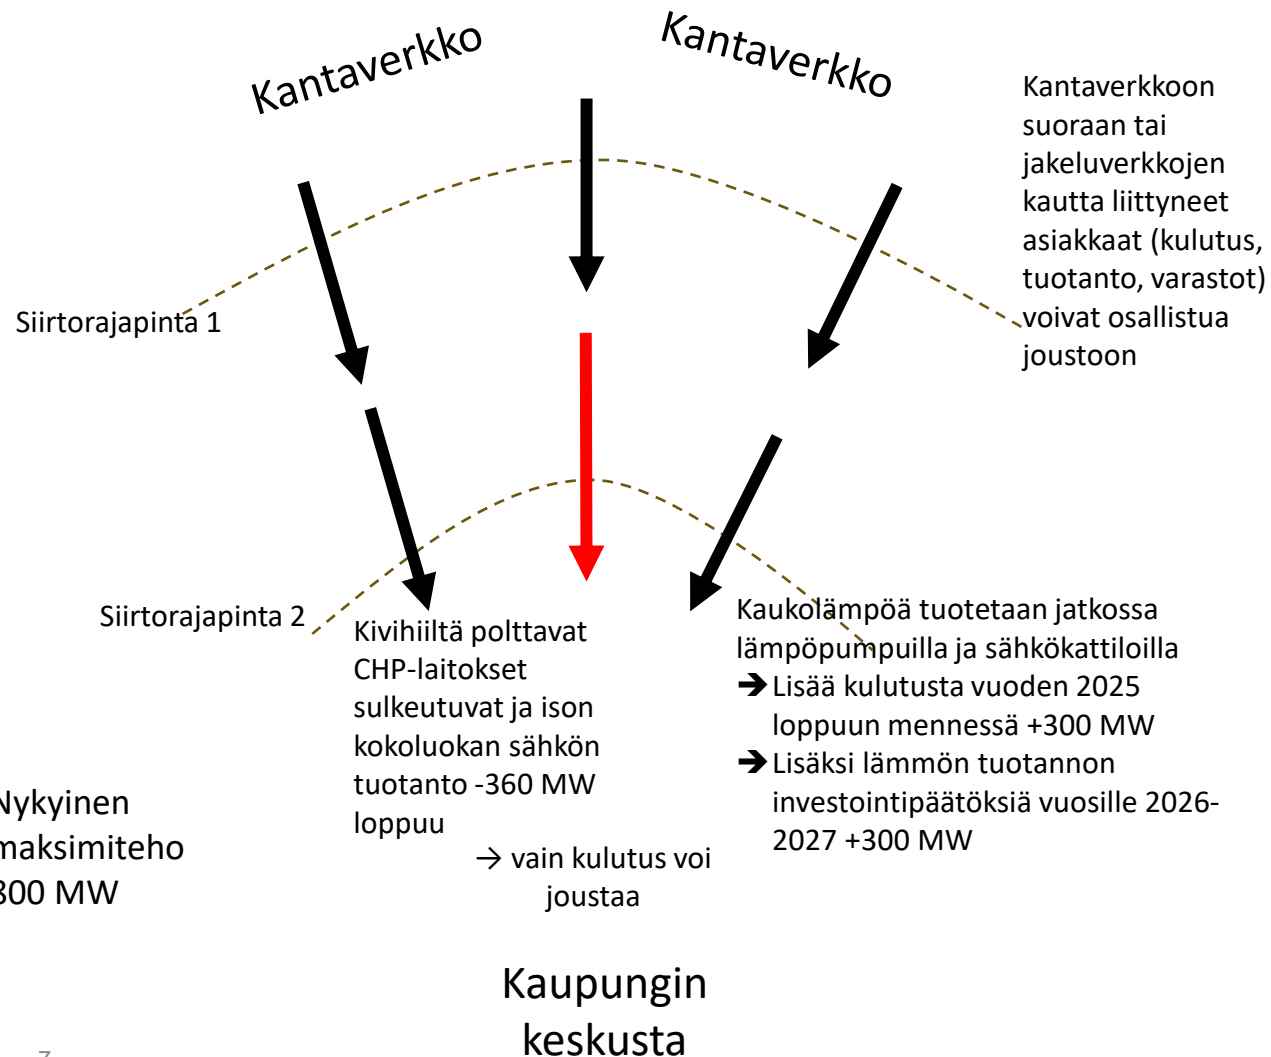 Kantaverkko
Kantaverkko
Kantaverkkoon
suoraan tai
jakeluverkkojen
kautta liittyneet
asiakkaat (kulutus,
tuotanto, varastot)
voivat osallistua
joustoon
Siirtorajapinta 1
Siirtorajapinta 2
Kivihiiltä polttavat
CHP-laitokset
sulkeutuvat ja ison
kokoluokan sähkön
tuotanto -360 MW
loppuu
→ vain kulutus voi
joustaa
Kaukolämpöä tuotetaan jatkossa
lämpöpumpuilla ja sähkökattiloilla
➔ Lisää kulutusta vuoden 2025
loppuun mennessä +300 MW
➔ Lisäksi lämmön tuotannon
investointipäätöksiä vuosille 2026-
2027 +300 MW
Nykyinen
maksimiteho
800 MW
Kaupungin
keskusta